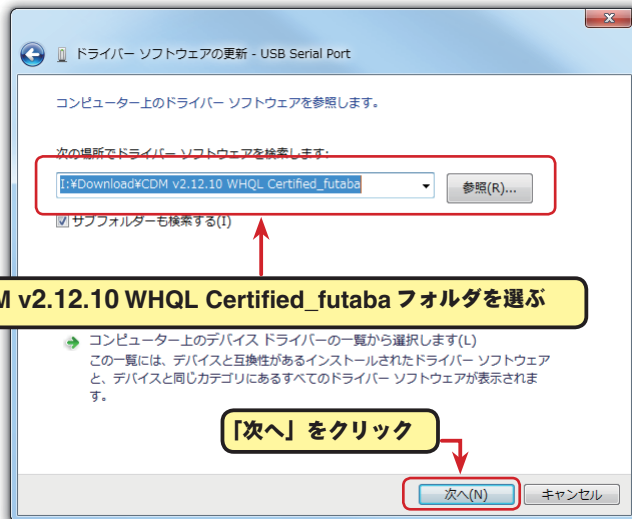 ドライバー ソフトウェアの更新 - USB Serial Port
コンピューター上のドライバー ソフトウェアを参照します。
次の場所でドライバー ソフトウェアを検索します:
I:¥Download¥CDM v2.12.10 WHQL Certified_futaba
参照(R)...
サブフォルダーも検索する(I)
M v2.12.10 WHQL Certified_futaba フォルダを選ぶ
コンピューター上のデバイス ドライバーの一覧から選択します(L)
この一覧には、デバイスと互換性があるインストールされたドライバー ソフトウェア
と、デバイスと同じカテゴリにあるすべてのドライバー ソフトウェアが表示されま
す。
「次へ」をクリック
次へ(N)
キャンセル